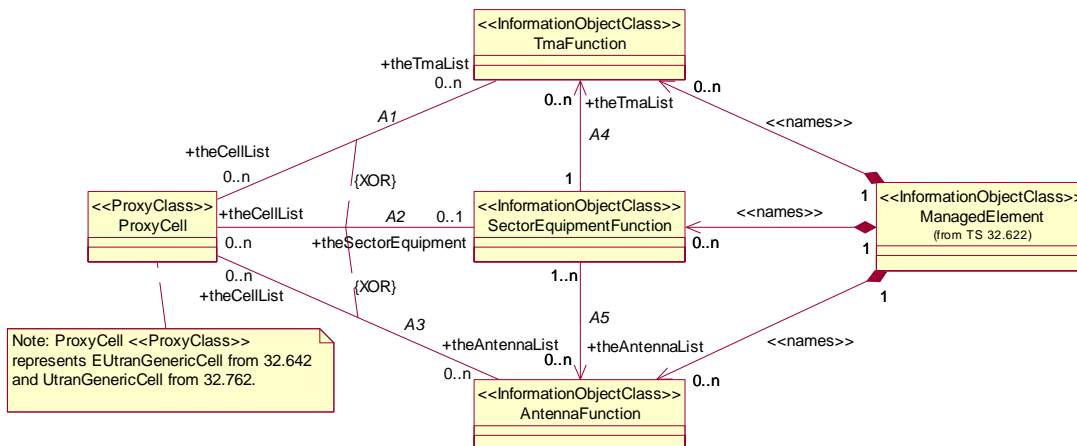 <<InformationObjectClass>>
TmaFunction
+theTmaList
0..n
0..n
+theTmaList
0..n
A1
A4
<<names>>
+theCellList
0..n
{XOR}
1
1
<<ProxyClass>>
ProxyCell
+theCellList
0..n
A2
0..1
+theSectorEquipment
<<InformationObjectClass>>
SectorEquipmentFunction
<<names>>
0..n
1
<<InformationObjectClass>>
ManagedElement
(from TS 32.622)
0..n
+theCellList
{XOR}
1..n
1
A3
A5
+theAntennaList
0..n
+theAntennaList
0..n
<<names>>
0..n
Note: ProxyCell <<ProxyClass>>
represents EUtranGenericCell from 32.642
and UtranGenericCell from 32.762.
<<InformationObjectClass>>
AntennaFunction